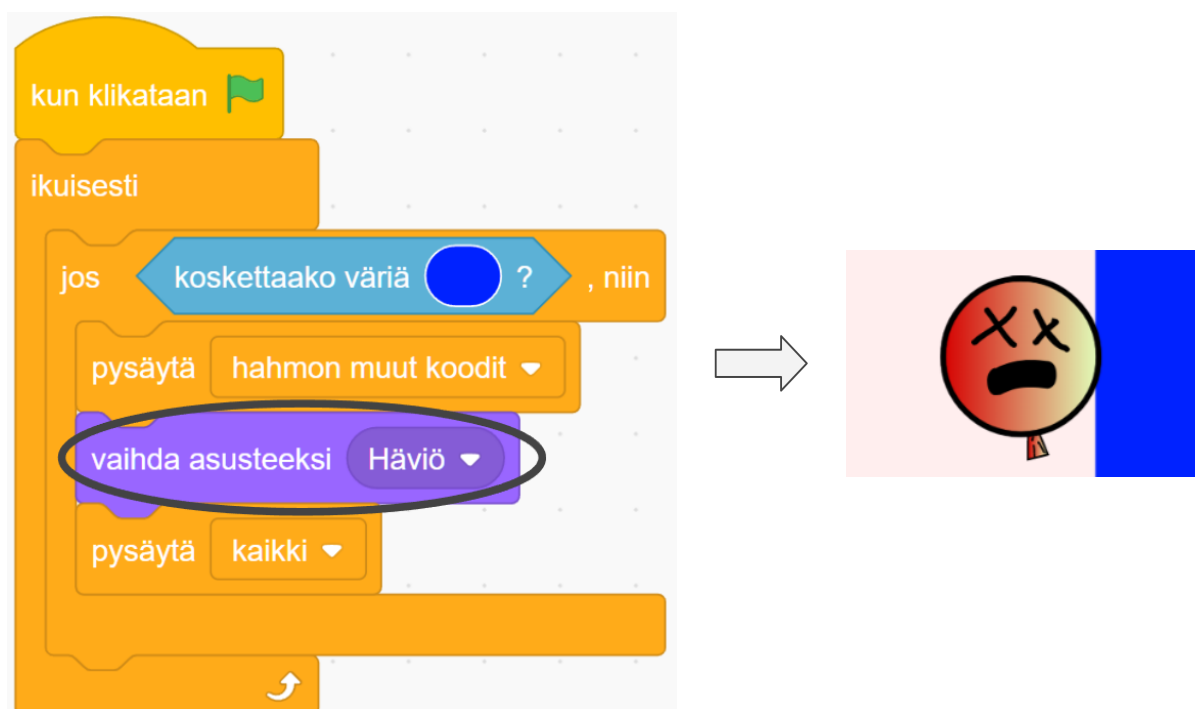 kun klikataan
ikuisesti
jos koskettaako väriä ? , niin
pysäytä hahmon muut koodit
vaihda asusteeksi Häviö
pysäytä kaikki